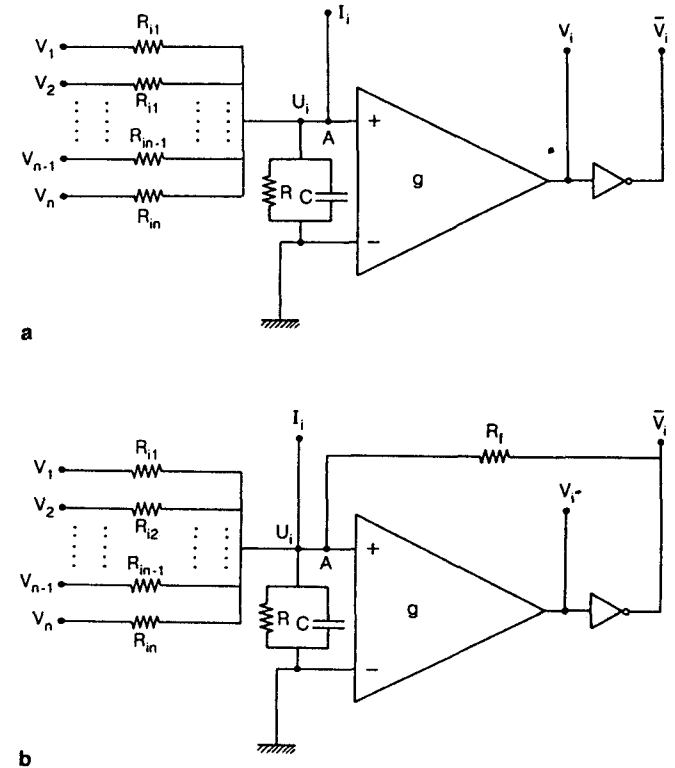 I_i
R_i1
V_1
V_i
V̄_i
V_2
R_i1
U_i
A
+
R_in-1
V_n-1
R
C
g
V_n
R_in
−
a
I_i
R_f
V̄_i
R_i1
V_1
V_i
V_2
R_i2
U_i
A
+
R_in-1
V_n-1
R
C
g
V_n
R_in
−
b